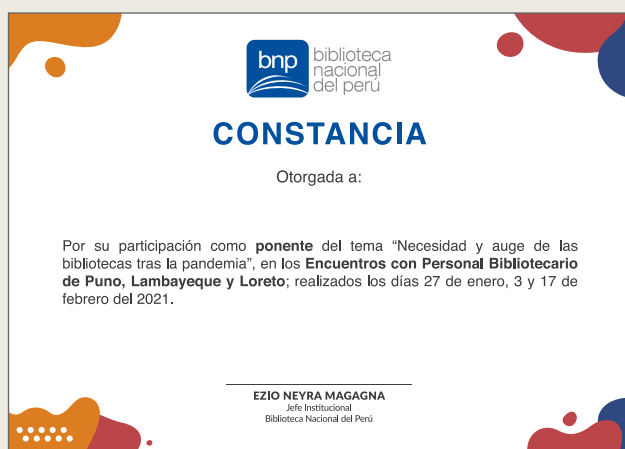 bnp
biblioteca
nacional
del perú
CONSTANCIA
Otorgada a:
Por su participación como ponente del tema “Necesidad y auge de las
bibliotecas tras la pandemia”, en los Encuentros con Personal Bibliotecario
de Puno, Lambayeque y Loreto; realizados los días 27 de enero, 3 y 17 de
febrero del 2021.
EZIO NEYRA MAGAGNA
Jefe Institucional
Biblioteca Nacional del Perú